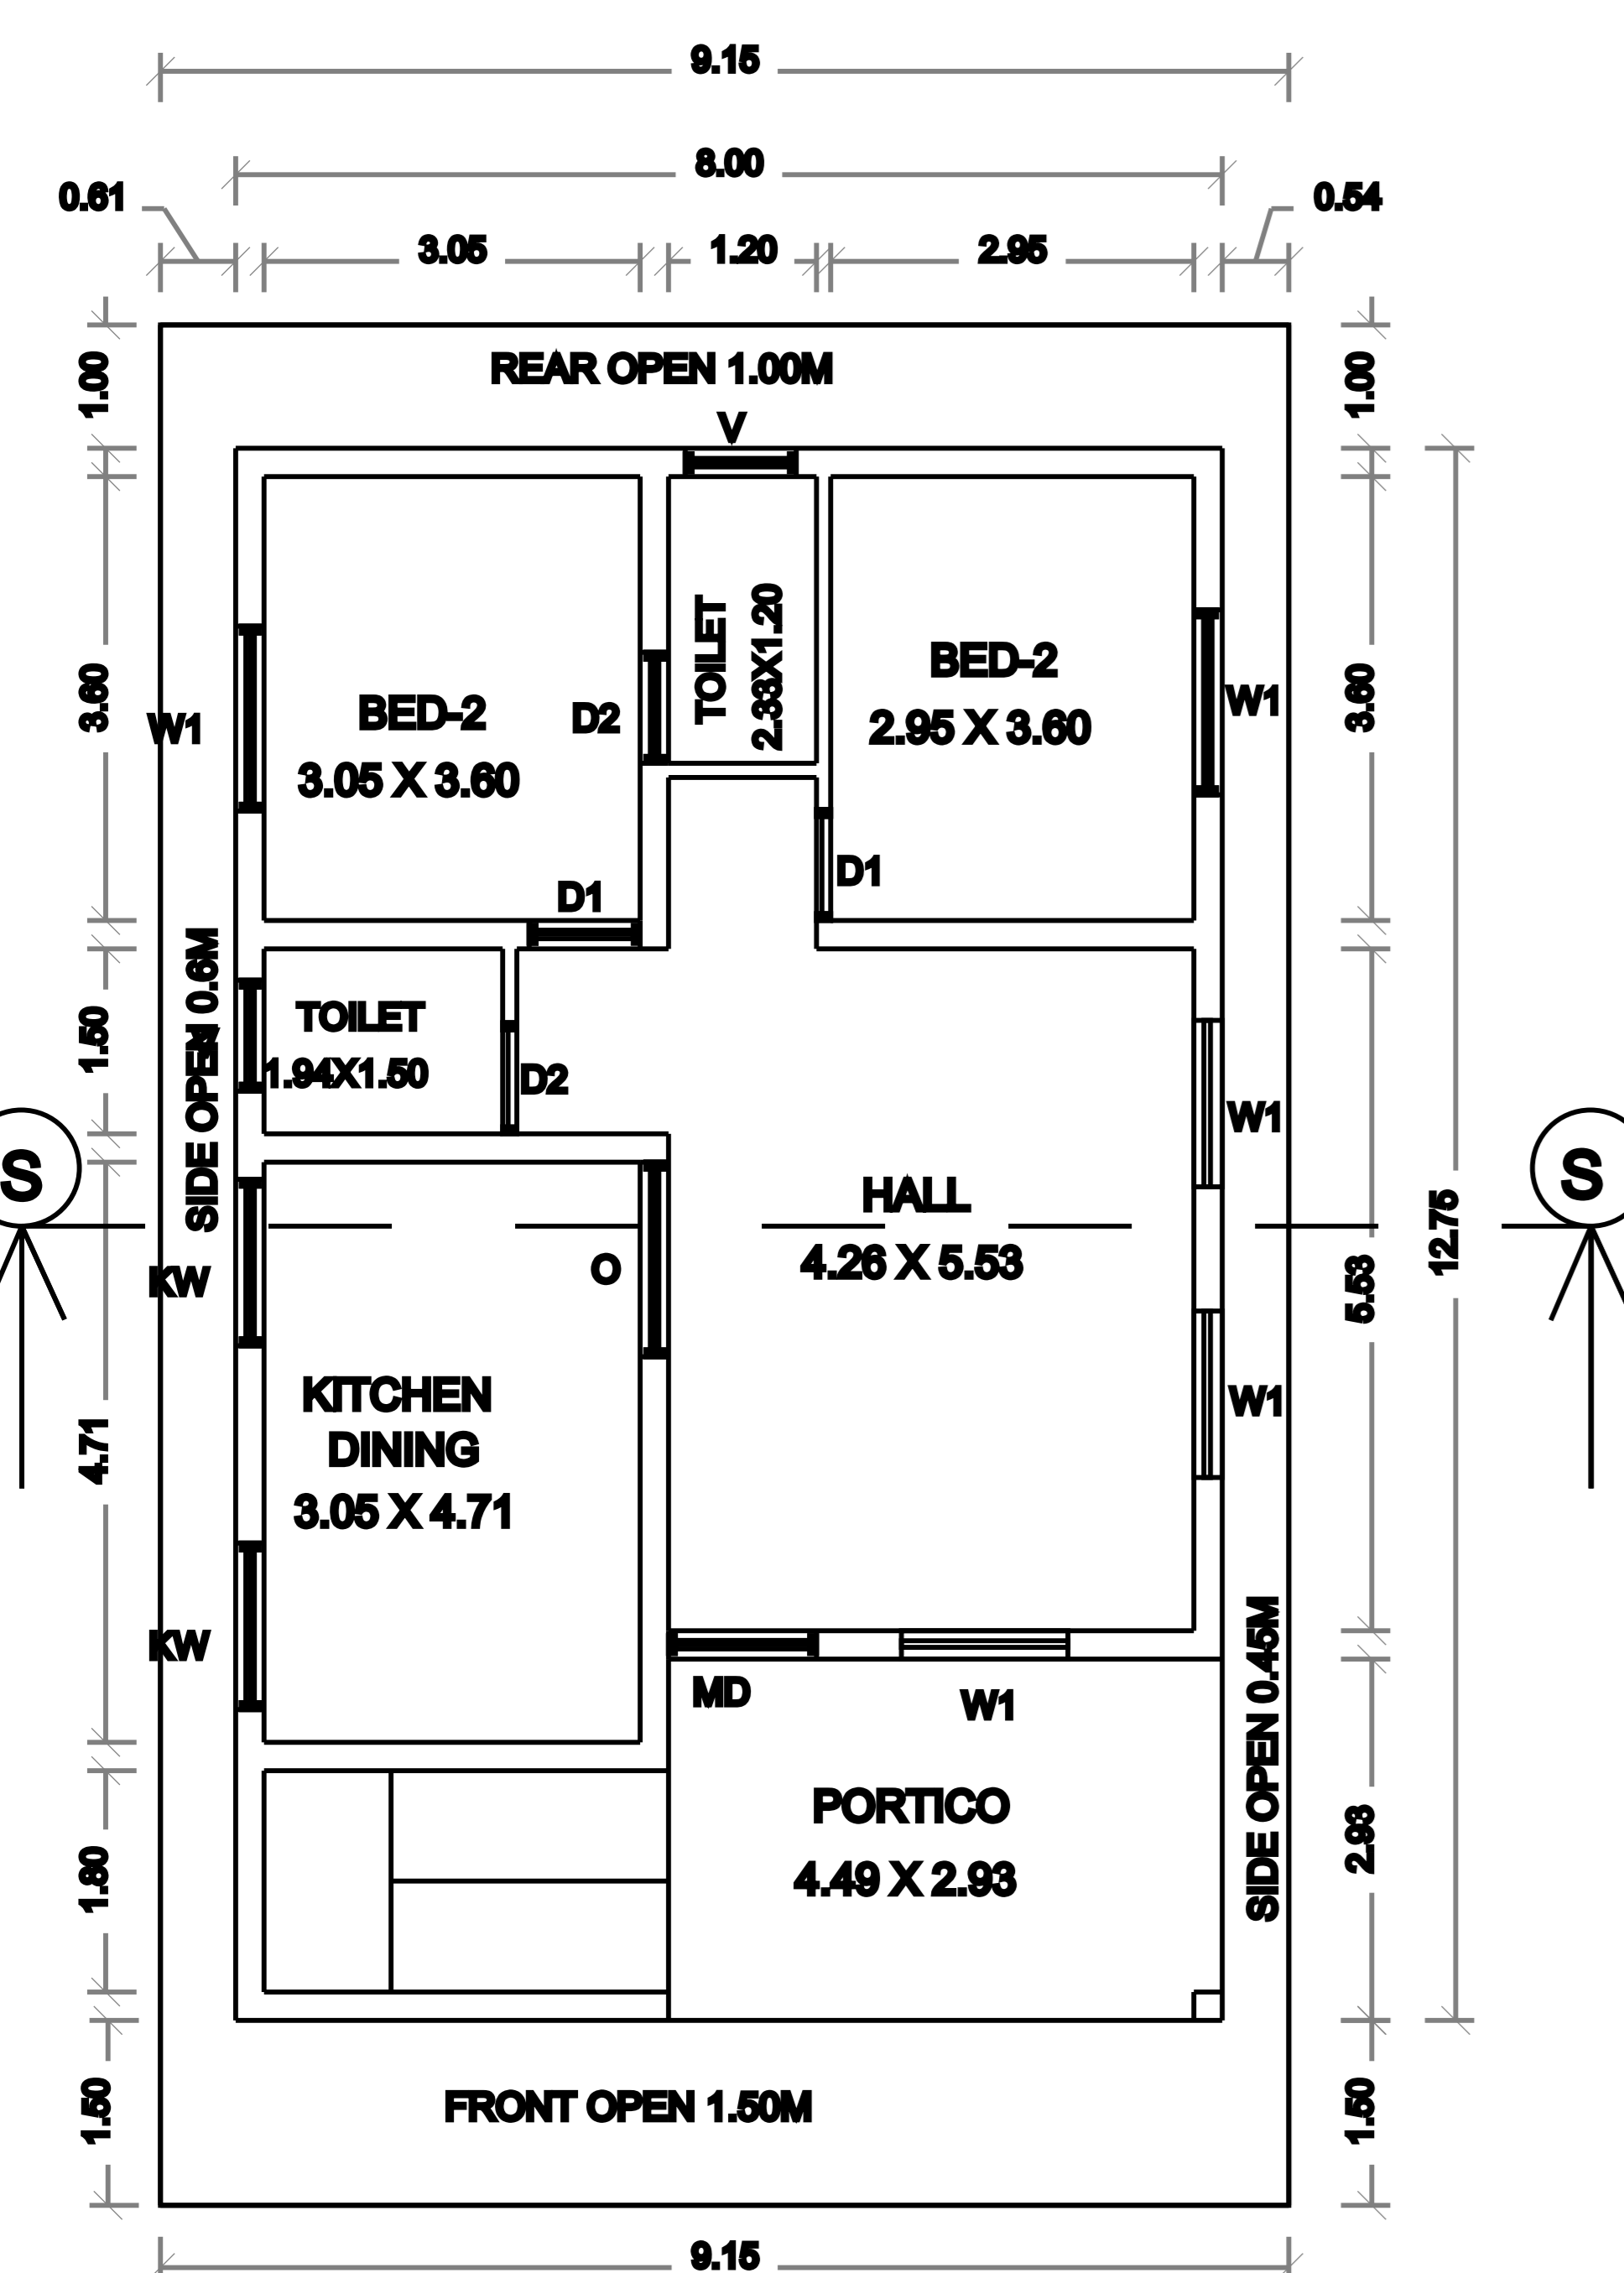 9.15
8.00
0.61
0.54
3.05
1.20
2.95
1.00
REAR OPEN 1.00M
1.00
V
3.60
W1
BED-2
3.05 X 3.60
D2
TOILET
2.33X1.20
BED-2
2.95 X 3.60
W1
3.60
D1
D1
1.50
SIDE OPEN 0.6M
V
TOILET
1.94X1.50
D2
W1
S
S
HALL
4.26 X 5.53
O
KW
5.53
12.75
4.71
KITCHEN
DINING
3.05 X 4.71
W1
KW
MD
W1
SIDE OPEN 0.45M
PORTICO
4.49 X 2.93
1.80
2.93
1.50
FRONT OPEN 1.50M
1.50
9.15